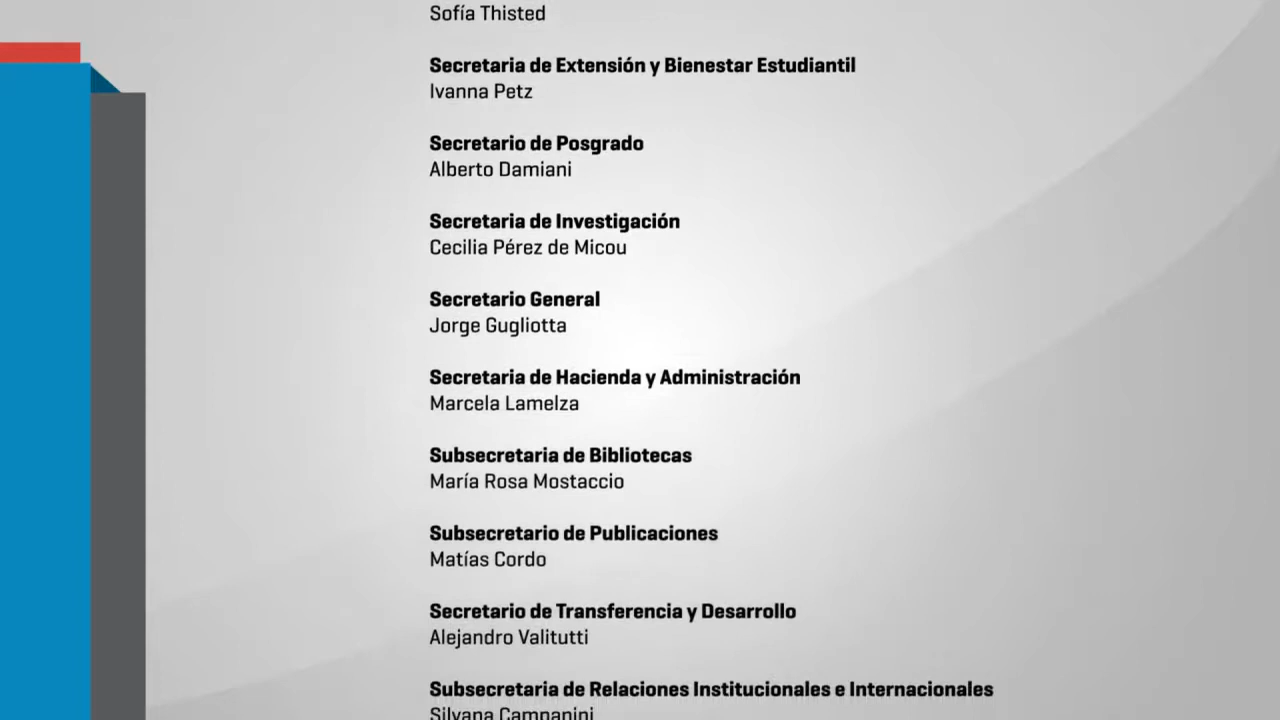 Sofía Thisted
Secretaria de Extensión y Bienestar Estudiantil
Ivanna Petz
Secretario de Posgrado
Alberto Damiani
Secretaria de Investigación
Cecilia Pérez de Micou
Secretario General
Jorge Gugliotta
Secretaria de Hacienda y Administración
Marcela Lamelza
Subsecretaria de Bibliotecas
María Rosa Mostaccio
Subsecretario de Publicaciones
Matías Cordo
Secretario de Transferencia y Desarrollo
Alejandro Valitutti
Subsecretaria de Relaciones Institucionales e Internacionales
Silvana Campanini